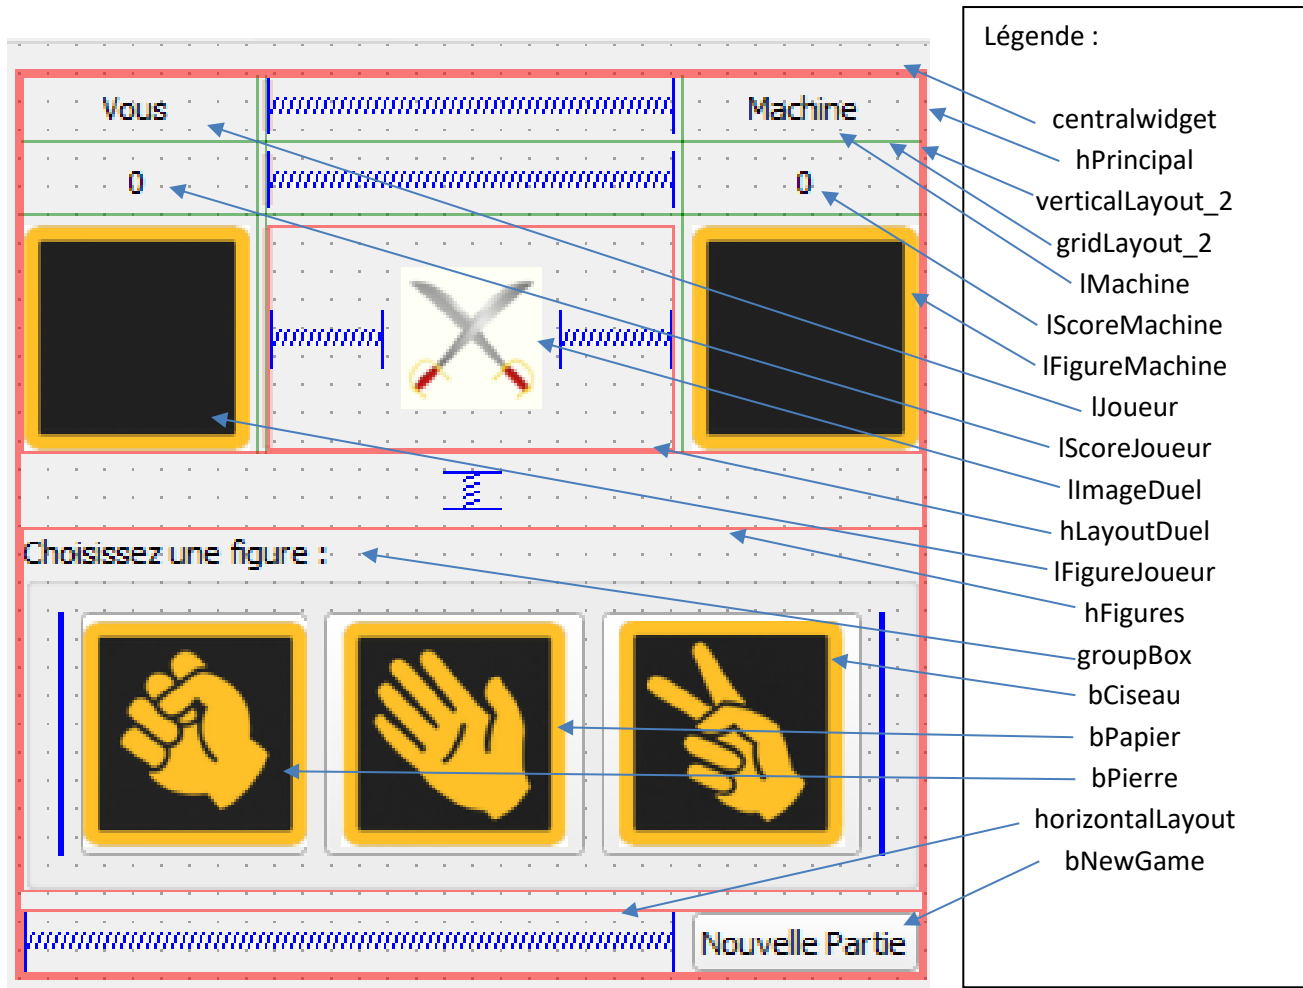 Légende :
Vous
Machine
0
0
Choisissez une figure :
Nouvelle Partie
centralwidget
hPrincipal
verticalLayout_2
gridLayout_2
lMachine
lScoreMachine
lFigureMachine
lJoueur
lScoreJoueur
lImageDuel
hLayoutDuel
lFigureJoueur
hFigures
groupBox
bCiseau
bPapier
bPierre
horizontalLayout
bNewGame